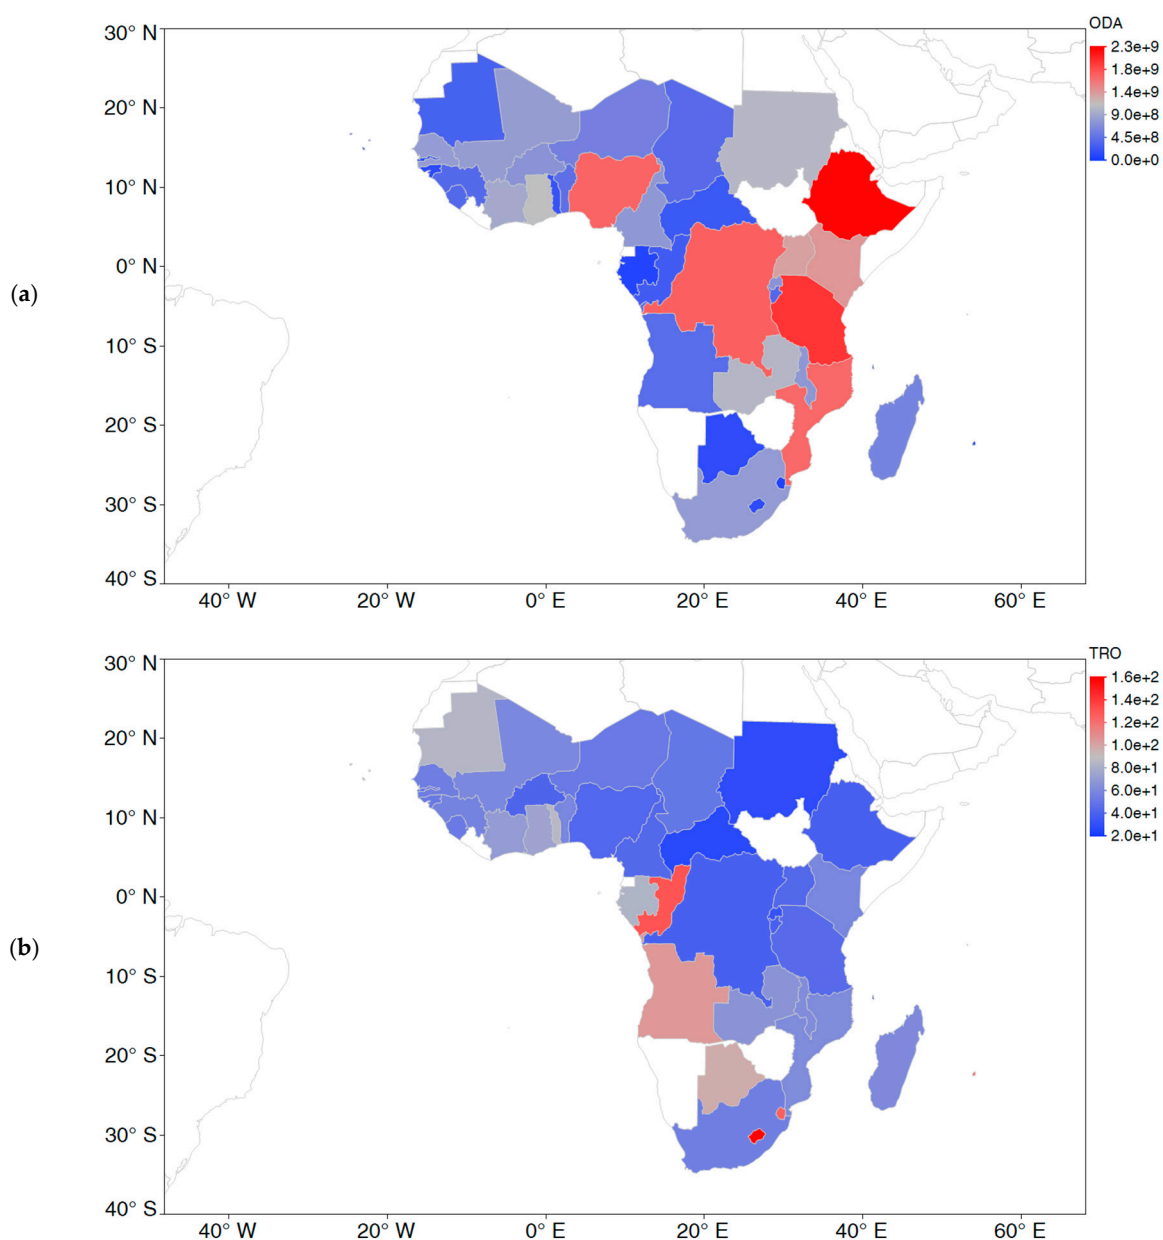 ODA
30° N
20° N
10° N
0° N
10° S
20° S
30° S
40° S
2.3e+9
1.8e+9
1.4e+9
9.0e+8
4.5e+8
0.0e+0
(a)
40° W 20° W 0° E 20° E 40° E 60° E
TRO
30° N
20° N
10° N
0° N
10° S
20° S
30° S
40° S
1.6e+2
1.4e+2
1.2e+2
1.0e+2
8.0e+1
6.0e+1
4.0e+1
2.0e+1
(b)
40° W 20° W 0° E 20° E 40° E 60° E